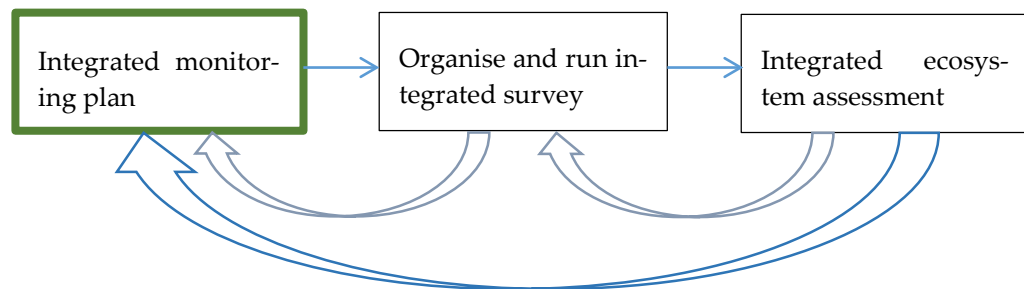 Integrated monitor-
ing plan
Organise and run in-
tegrated survey
Integrated ecosys-
tem assessment